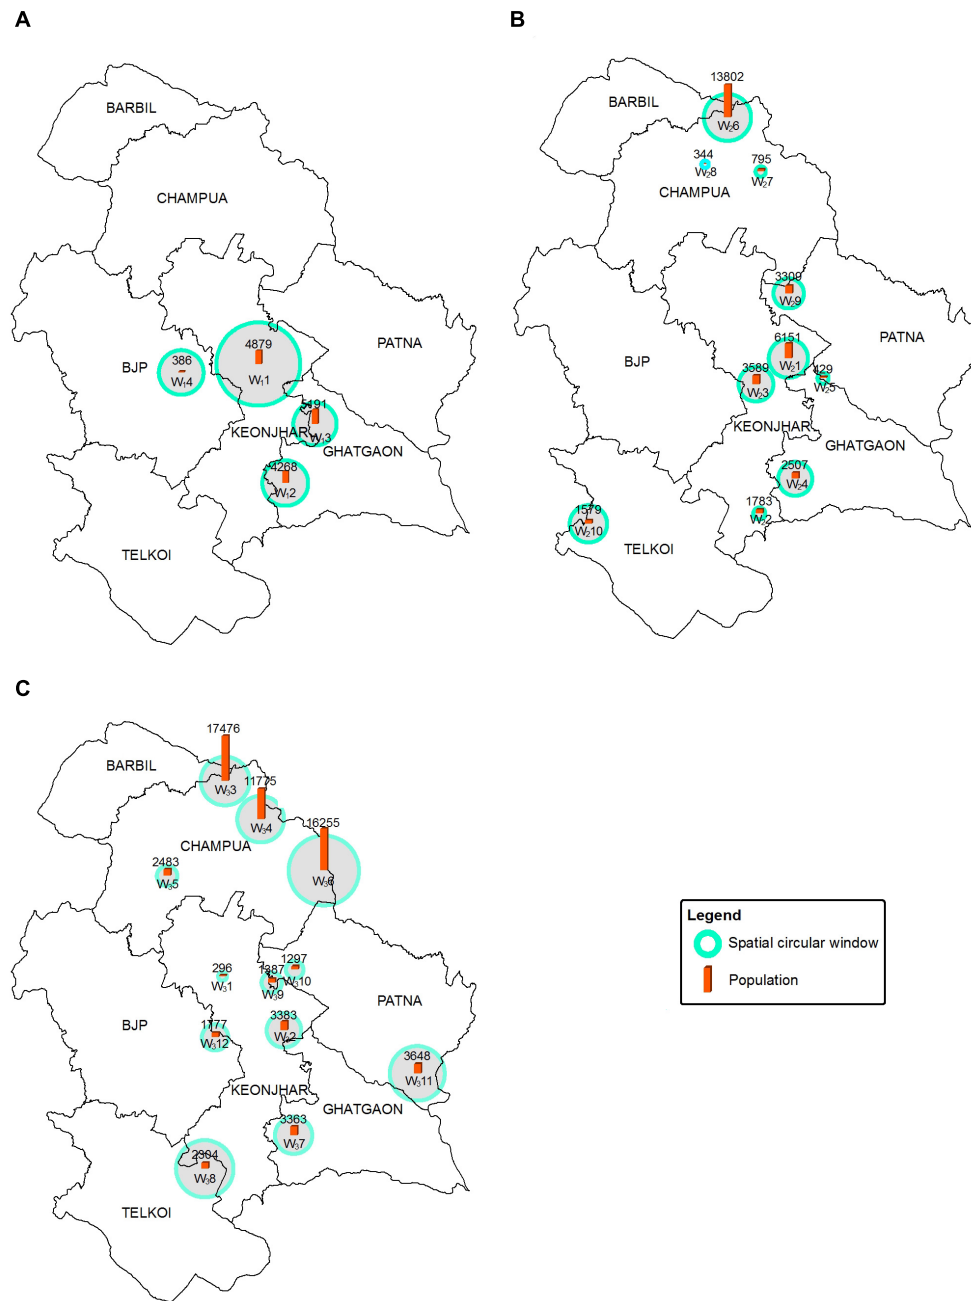 A
BARBIL
CHAMPUA
BJP
PATNA
4879
W₁1
386
W₁4
5191
W₁3
KEONJHAR
GHATGAON
4268
W₁2
TELKOI
B
13802
BARBIL
W₂6
344
W₂8
795
W₂7
CHAMPUA
3309
W₂9
PATNA
6151
W₂1
BJP
3589
W₂3
429
W₂5
KEONJHAR
GHATGAON
2507
W₂4
1783
W₂2
1579
W₂10
TELKOI
C
17476
BARBIL
W₃3
11775
W₃4
16255
CHAMPUA
2483
W₃5
W₃6
296
W₃1
1387
W₃9
1297
W₃10
PATNA
BJP
1777
W₃12
3383
W₃2
3648
W₃11
KEONJHAR
GHATGAON
3363
W₃7
2304
W₃8
TELKOI
Legend
Spatial circular window
Population